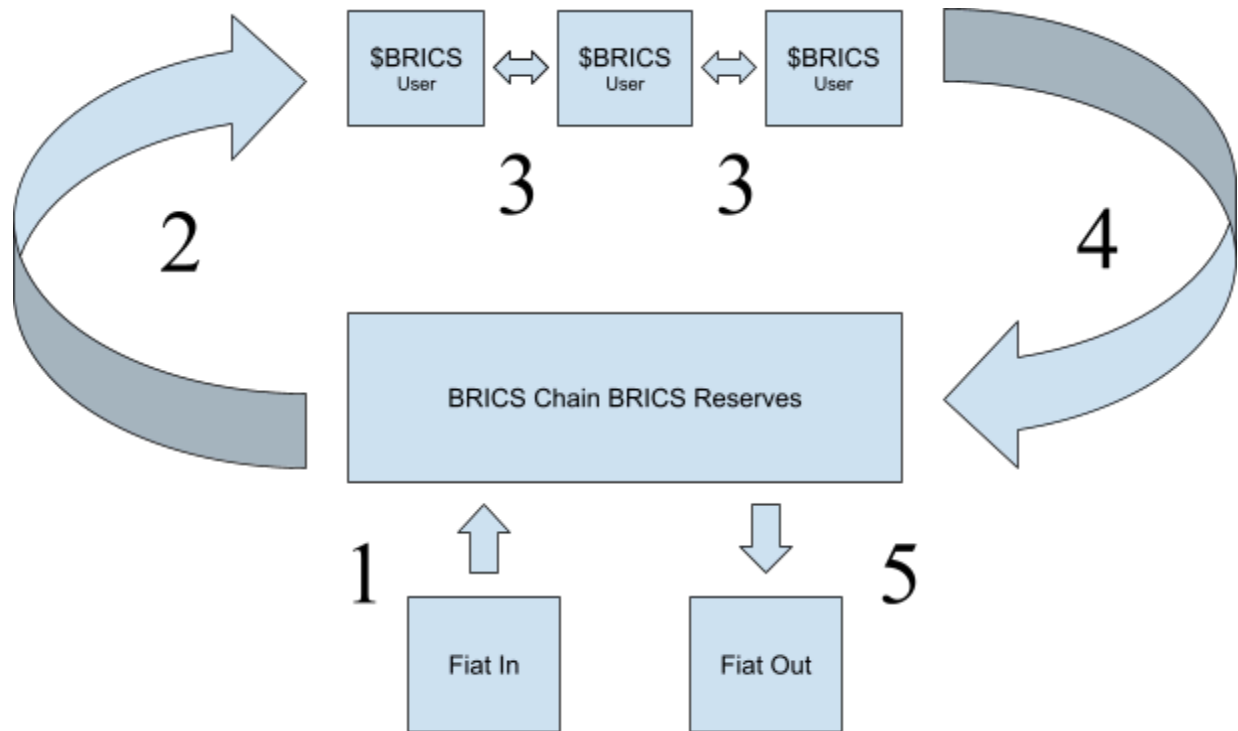 $BRICS
User
$BRICS
User
$BRICS
User
3
3
2
4
BRICS Chain BRICS Reserves
1
5
Fiat In
Fiat Out